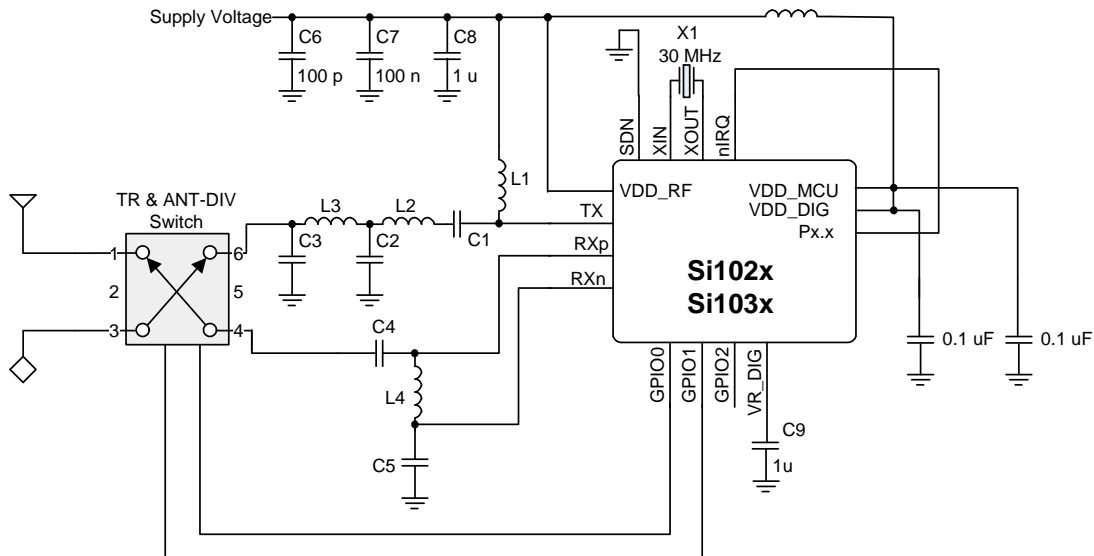 Supply Voltage
C6
100 p
C7
100 n
C8
1 u
X1
30 MHz
SDN
XIN
XOUT
nIRQ
L1
VDD_RF
TX
RXp
RXn
VDD_MCU
VDD_DIG
Px.x
Si102x
Si103x
TR & ANT-DIV
Switch
L3
L2
C3
C2
C1
1
2
3
6
5
4
C4
L4
C5
GPIO0
GPIO1
GPIO2
VR_DIG
C9
1u
0.1 uF
0.1 uF